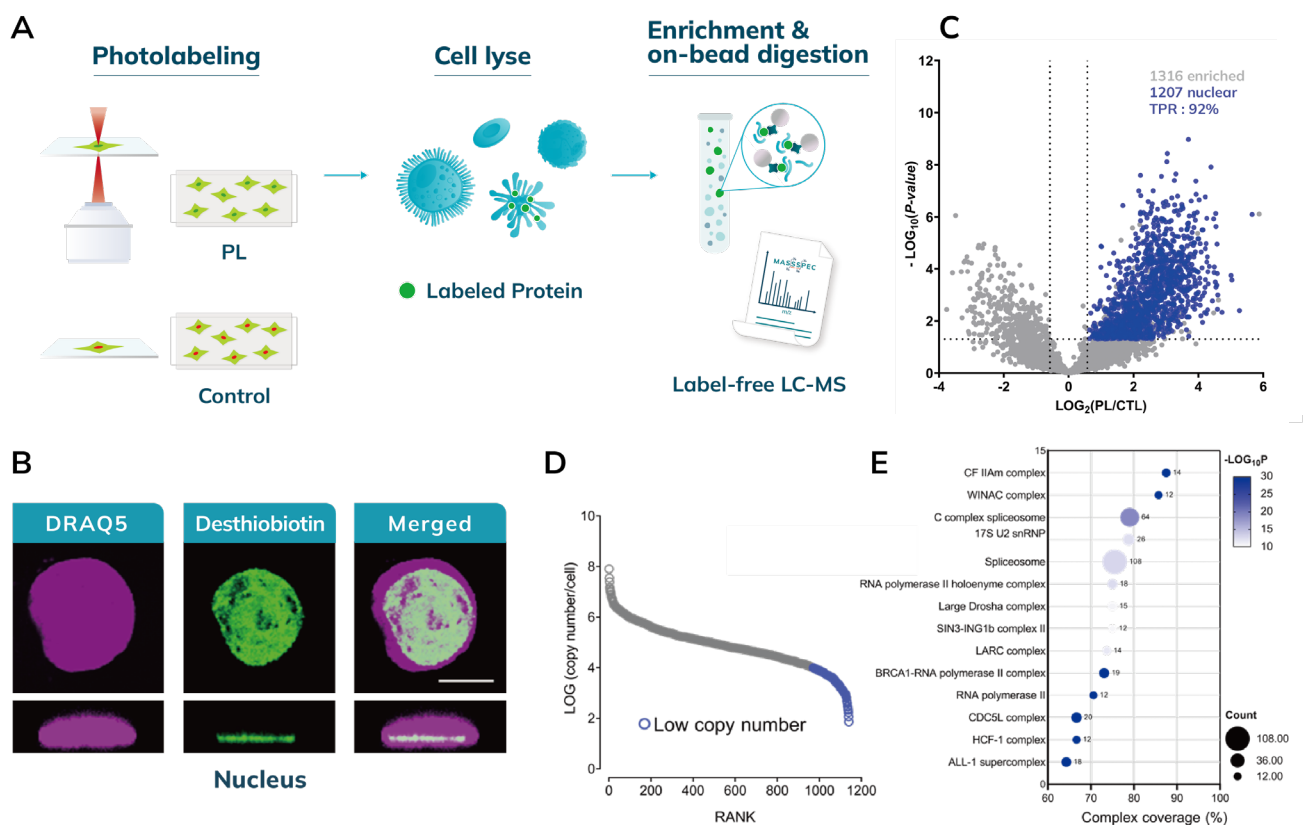 A
Photolabeling
Cell lyse
Enrichment &
on-bead digestion
PL
Control
Labeled Protein
MASSSPEC
m/z
Label-free LC-MS
C
1316 enriched
1207 nuclear
TPR : 92%
- LOG10(P-value)
12
10
8
6
4
2
0
-4
-2
0
2
4
6
LOG2(PL/CTL)
B
DRAQ5
Desthiobiotin
Merged
Nucleus
D
LOG (copy number/cell)
10
8
6
4
2
0
Low copy number
0
200
400
600
800
1000
1200
RANK
E
15
CF IIAm complex
14
WINAC complex
12
C complex spliceosome
64
17S U2 snRNP
26
Spliceosome
108
RNA polymerase II holoenyme complex
18
Large Drosha complex
15
SIN3-ING1b complex II
12
LARC complex
14
BRCA1-RNA polymerase II complex
19
RNA polymerase II
12
CDC5L complex
20
HCF-1 complex
12
ALL-1 supercomplex
18
0
60
70
80
90
100
Complex coverage (%)
-LOG10P
30
25
20
15
10
Count
108.00
36.00
12.00